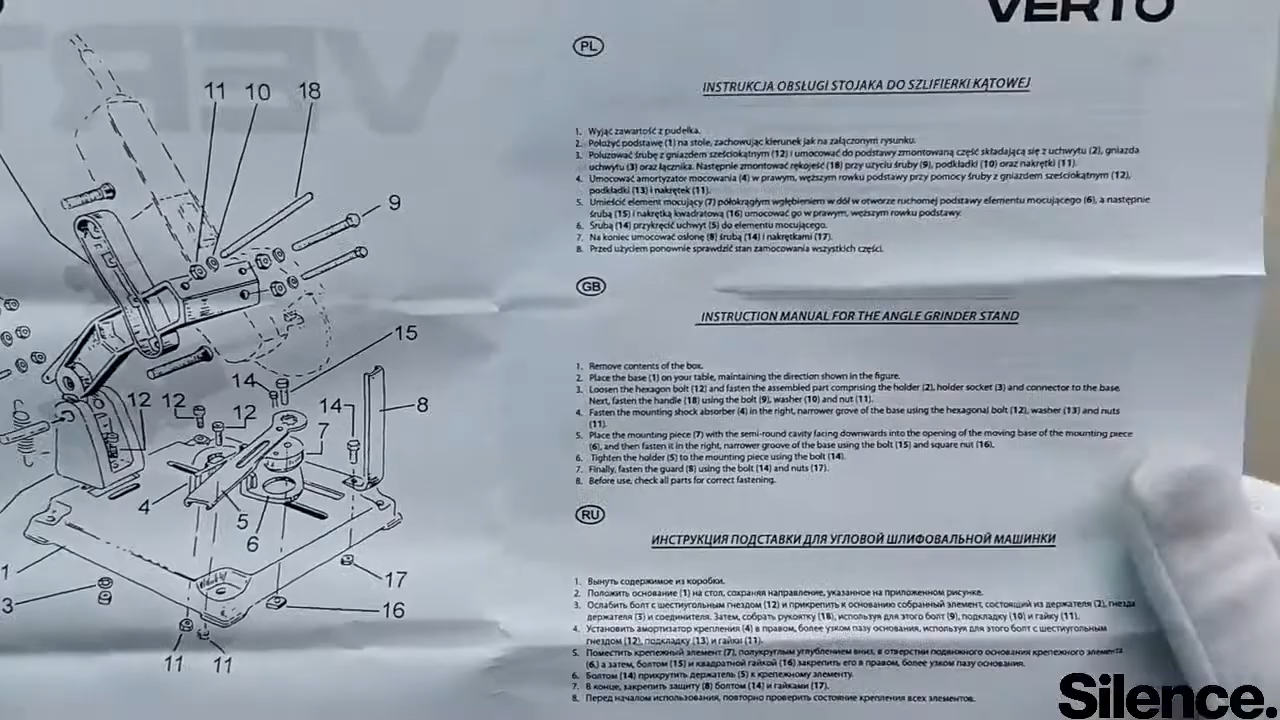 VERTO
PL
INSTRUKCJA OBSŁUGI STOJAKA DO SZLIFIERKI KĄTOWEJ
1. Wyjąć zawartość z pudełka.
2. Położyć podstawę (1) na stole, zachowując kierunek jak na załączonym rysunku.
3. Poluzować śrubę z gniazdem sześciokątnym (12) i umocować do podstawy zmontowaną część składającą się z uchwytu (2), gniazda
uchwytu (3) oraz łącznika. Następnie zmontować rękojeść (18) przy użyciu śruby (9), podkładki (10) oraz nakrętki (11).
4. Umocować amortyzator mocowania (4) w prawym, węższym rowku podstawy przy pomocy śruby z gniazdem sześciokątnym (12),
podkładki (13) i nakrętek (11).
5. Umieścić element mocujący (7) półokrągłym wgłębieniem w dół w otworze ruchomej podstawy elementu mocującego (6), a następnie
śrubą (15) i nakrętką kwadratową (16) umocować go w prawym, węższym rowku podstawy.
6. Śrubą (14) przykręcić uchwyt (5) do elementu mocującego.
7. Na koniec umocować osłonę (8) śrubą (14) i nakrętkami (17).
8. Przed użyciem ponownie sprawdzić stan zamocowania wszystkich części.
GB
INSTRUCTION MANUAL FOR THE ANGLE GRINDER STAND
1. Remove contents of the box.
2. Place the base (1) on your table, maintaining the direction shown in the figure.
3. Loosen the hexagon bolt (12) and fasten the assembled part comprising the holder (2), holder socket (3) and connector to the base.
Next, fasten the handle (18) using the bolt (9), washer (10) and nut (11).
4. Fasten the mounting shock absorber (4) in the right, narrower grove of the base using the hexagonal bolt (12), washer (13) and nuts
(11).
5. Place the mounting piece (7) with the semi-round cavity facing downwards into the opening of the moving base of the mounting piece
(6), and then fasten it in the right, narrower groove of the base using the bolt (15) and square nut (16).
6. Tighten the holder (5) to the mounting piece using the bolt (14).
7. Finally, fasten the guard (8) using the bolt (14) and nuts (17).
8. Before use, check all parts for correct fastening.
RU
ИНСТРУКЦИЯ ПОДСТАВКИ ДЛЯ УГЛОВОЙ ШЛИФОВАЛЬНОЙ МАШИНКИ
1. Вынуть содержимое из коробки.
2. Положить основание (1) на стол, сохраняя направление, указанное на приложенном рисунке.
3. Ослабить болт с шестиугольным гнездом (12) и прикрепить к основанию собранный элемент, состоящий из держателя (2), гнезда
держателя (3) и соединителя. Затем, собрать рукоятку (18), используя для этого болт (9), подкладку (10) и гайку (11).
4. Установить амортизатор крепления (4) в правом, более узком пазу основания, используя для этого болт с шестиугольным
гнездом (12), подкладку (13) и гайки (11).
5. Поместить крепежный элемент (7), полукруглым углублением вниз, в отверстии подвижного основания крепежного элемента
(6,) а затем, болтом (15) и квадратной гайкой (16) закрепить его в правом, более узком пазу основания.
6. Болтом (14) прикрутить держатель (5) к крепежному элементу.
7. В конце, закрепить защиту (8) болтом (14) и гайками (17).
8. Перед началом использования, повторно проверить состояние крепления всех элементов.
11 10 18
9
15
14
12 12 12 14 8
7
4
5
6
1
17
3
16
11 11
Silence.